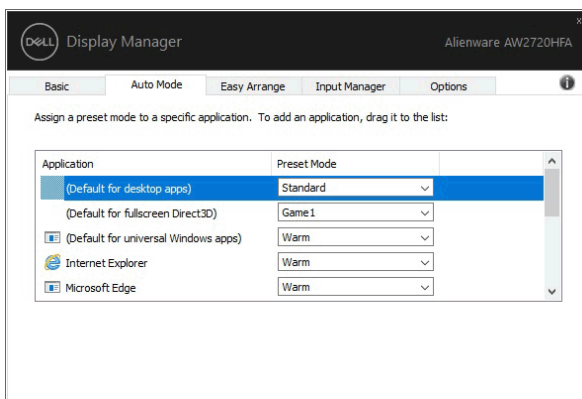 DELL Display Manager Alienware AW2720HFA
Basic Auto Mode Easy Arrange Input Manager Options
Assign a preset mode to a specific application. To add an application, drag it to the list:
Application Preset Mode
(Default for desktop apps) Standard
(Default for fullscreen Direct3D) Game1
(Default for universal Windows apps) Warm
Internet Explorer Warm
Microsoft Edge Warm